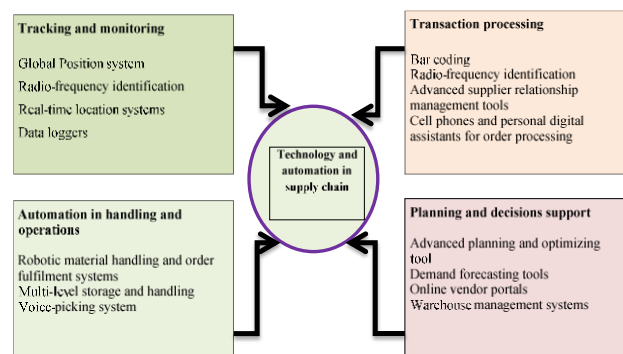 Tracking and monitoring
Global Position system
Radio-frequency identification
Real-time location systems
Data loggers
Transaction processing
Bar coding
Radio-frequency identification
Advanced supplier relationship
management tools
Cell phones and personal digital
assistants for order processing
Technology and
automation in
supply chain
Automation in handling and
operations
Robotic material handling and order
fulfilment systems
Multi-level storage and handling
Voice-picking system
Planning and decisions support
Advanced planning and optimizing
tool
Demand forecasting tools
Online vendor portals
Warehouse management systems